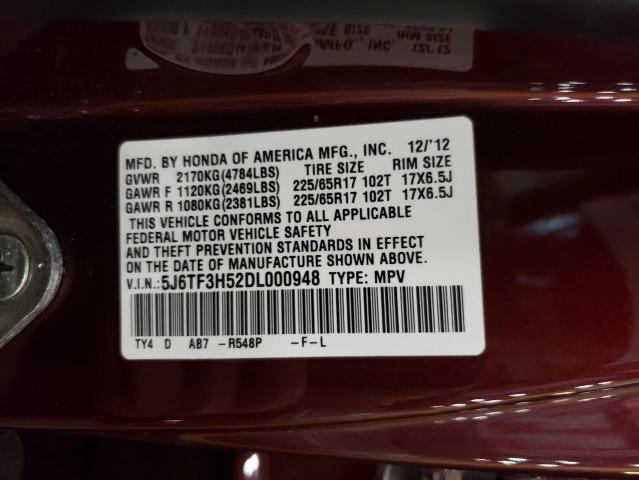 MFD. BY HONDA OF AMERICA MFG., INC. 12/'12
GVWR 2170KG(4784LBS) TIRE SIZE RIM SIZE
GAWR F 1120KG(2469LBS) 225/65R17 102T 17X6.5J
GAWR R 1080KG(2381LBS) 225/65R17 102T 17X6.5J
THIS VEHICLE CONFORMS TO ALL APPLICABLE
FEDERAL MOTOR VEHICLE SAFETY
AND THEFT PREVENTION STANDARDS IN EFFECT
ON THE DATE OF MANUFACTURE SHOWN ABOVE.
V.I.N.:5J6TF3H52DL000948 TYPE: MPV
TY4 D AB7 -R548P -F-L